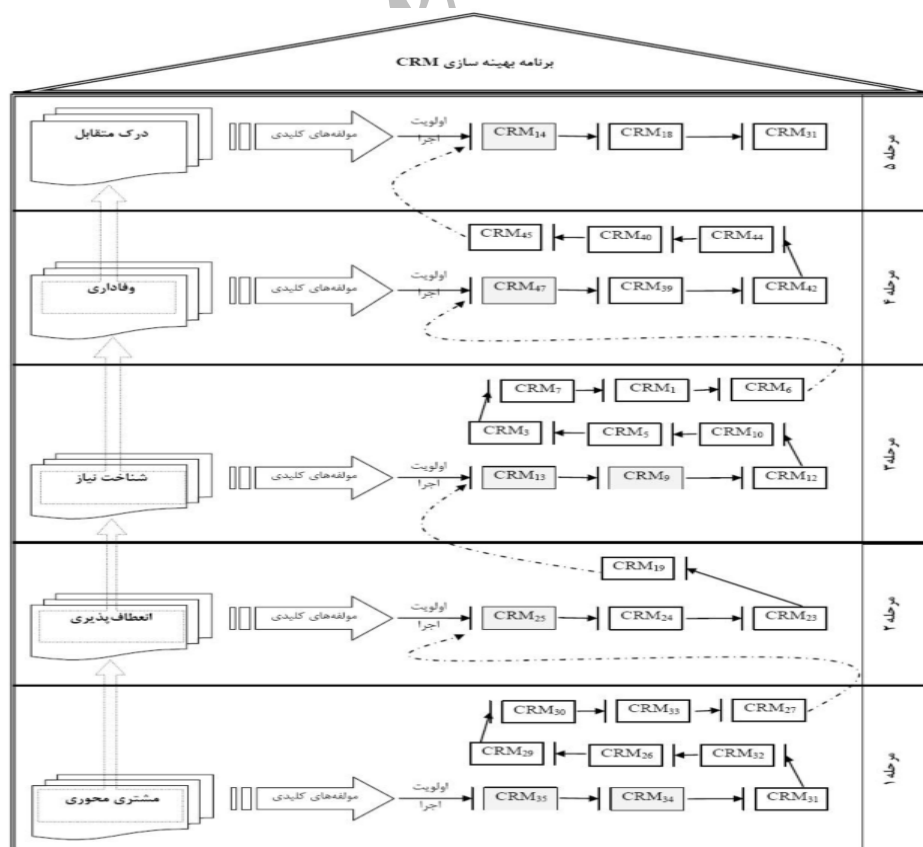 برنامه بهینه سازی CRM
مرحله ۵
درک متقابل
مولفه‌های کلیدی
اولویت
اجرا
CRM14
CRM18
CRM31
مرحله ۴
CRM45
CRM40
CRM44
وفاداری
مولفه‌های کلیدی
اولویت
اجرا
CRM47
CRM39
CRM42
مرحله ۳
CRM7
CRM1
CRM6
CRM3
CRM5
CRM10
شناخت نیاز
مولفه‌های کلیدی
اولویت
اجرا
CRM13
CRM9
CRM12
مرحله ۲
CRM19
انعطاف‌پذیری
مولفه‌های کلیدی
اولویت
اجرا
CRM25
CRM24
CRM23
مرحله ۱
CRM30
CRM33
CRM27
CRM29
CRM26
CRM32
مشتری محوری
مولفه‌های کلیدی
اولویت
اجرا
CRM35
CRM34
CRM31